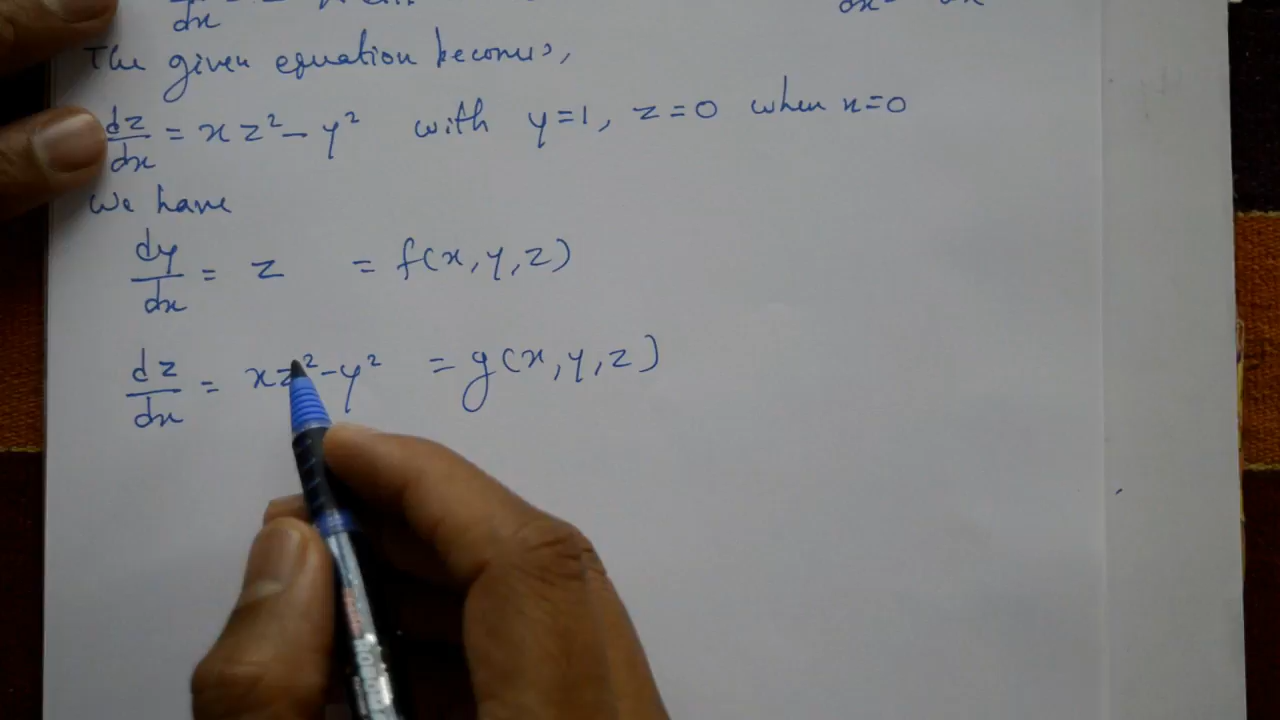 dx
The given equation becomes,
dz/dx = xz² - y² with y=1, z=0 when x=0
We have
dy/dx = z = f(x,y,z)
dz/dx = xz² - y² = g(x,y,z)